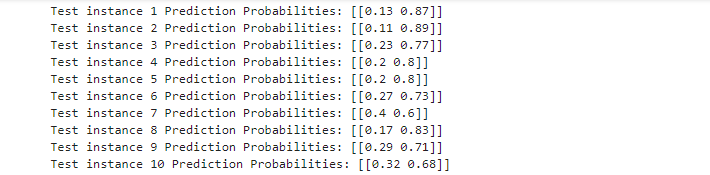 Test instance 1 Prediction Probabilities: [[0.13 0.87]]
Test instance 2 Prediction Probabilities: [[0.11 0.89]]
Test instance 3 Prediction Probabilities: [[0.23 0.77]]
Test instance 4 Prediction Probabilities: [[0.2 0.8]]
Test instance 5 Prediction Probabilities: [[0.2 0.8]]
Test instance 6 Prediction Probabilities: [[0.27 0.73]]
Test instance 7 Prediction Probabilities: [[0.4 0.6]]
Test instance 8 Prediction Probabilities: [[0.17 0.83]]
Test instance 9 Prediction Probabilities: [[0.29 0.71]]
Test instance 10 Prediction Probabilities: [[0.32 0.68]]